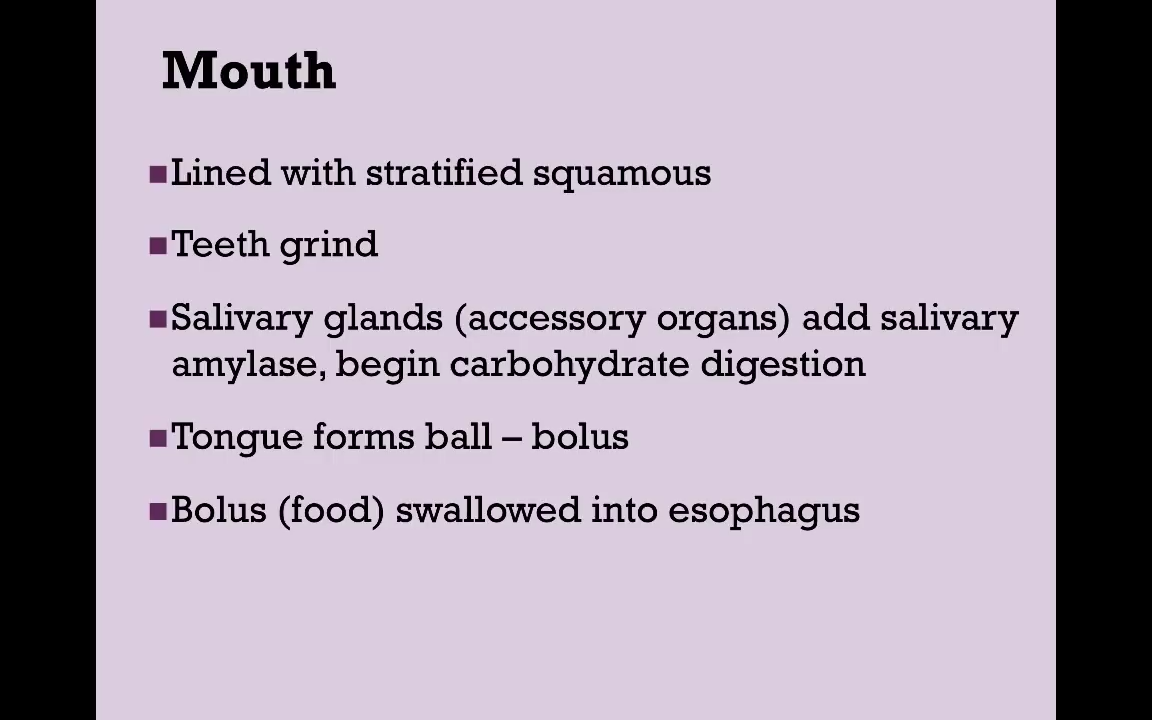 Mouth
■Lined with stratified squamous
■Teeth grind
■Salivary glands (accessory organs) add salivary
amylase, begin carbohydrate digestion
■Tongue forms ball – bolus
■Bolus (food) swallowed into esophagus